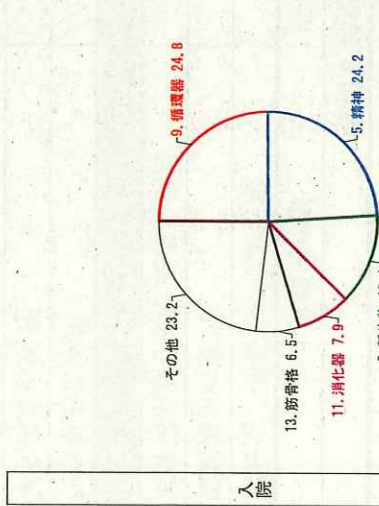 入院
9. 循環器 24.8
5. 精神 24.2
11. 消化器 7.9
13. 筋骨格 6.5
その他 23.2